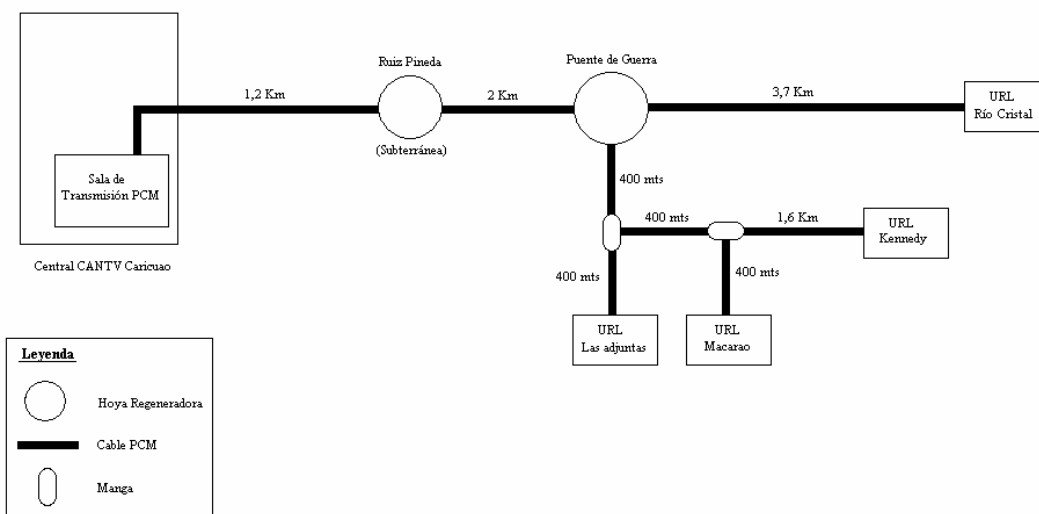 Ruiz Pineda
Puente de Guerra
1,2 Km
2 Km
3,7 Km
URL
Río Cristal
(Subterránea)
Sala de
Transmisión PCM
400 mts
400 mts
1,6 Km
URL
Kennedy
Central CANTV Caricuao
400 mts
400 mts
URL
Las adjuntas
URL
Macarao
Leyenda
Hoya Regeneradora
Cable PCM
Manga